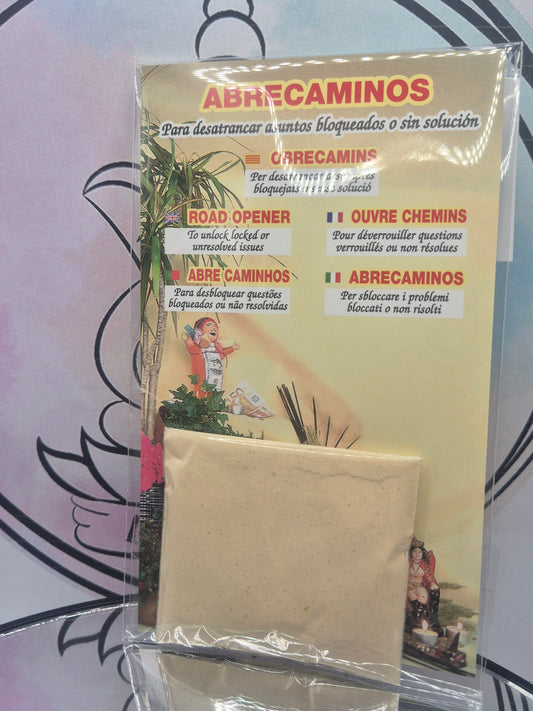 ABRECAMINOS
Para desatrancar asuntos bloqueados o sin solución
OBRECAMINS
Per desatrancar
bloquejats solució
ROAD OPENER
To unlock locked or
unresolved issues
OUVRE CHEMINS
Pour déverrouiller questions
verrouillés ou non résolues
ABRE CAMINHOS
Para desbloquear questões
bloqueados ou não resolvidas
ABRECAMINOS
Per sbloccare i problemi
bloccati o non risolti